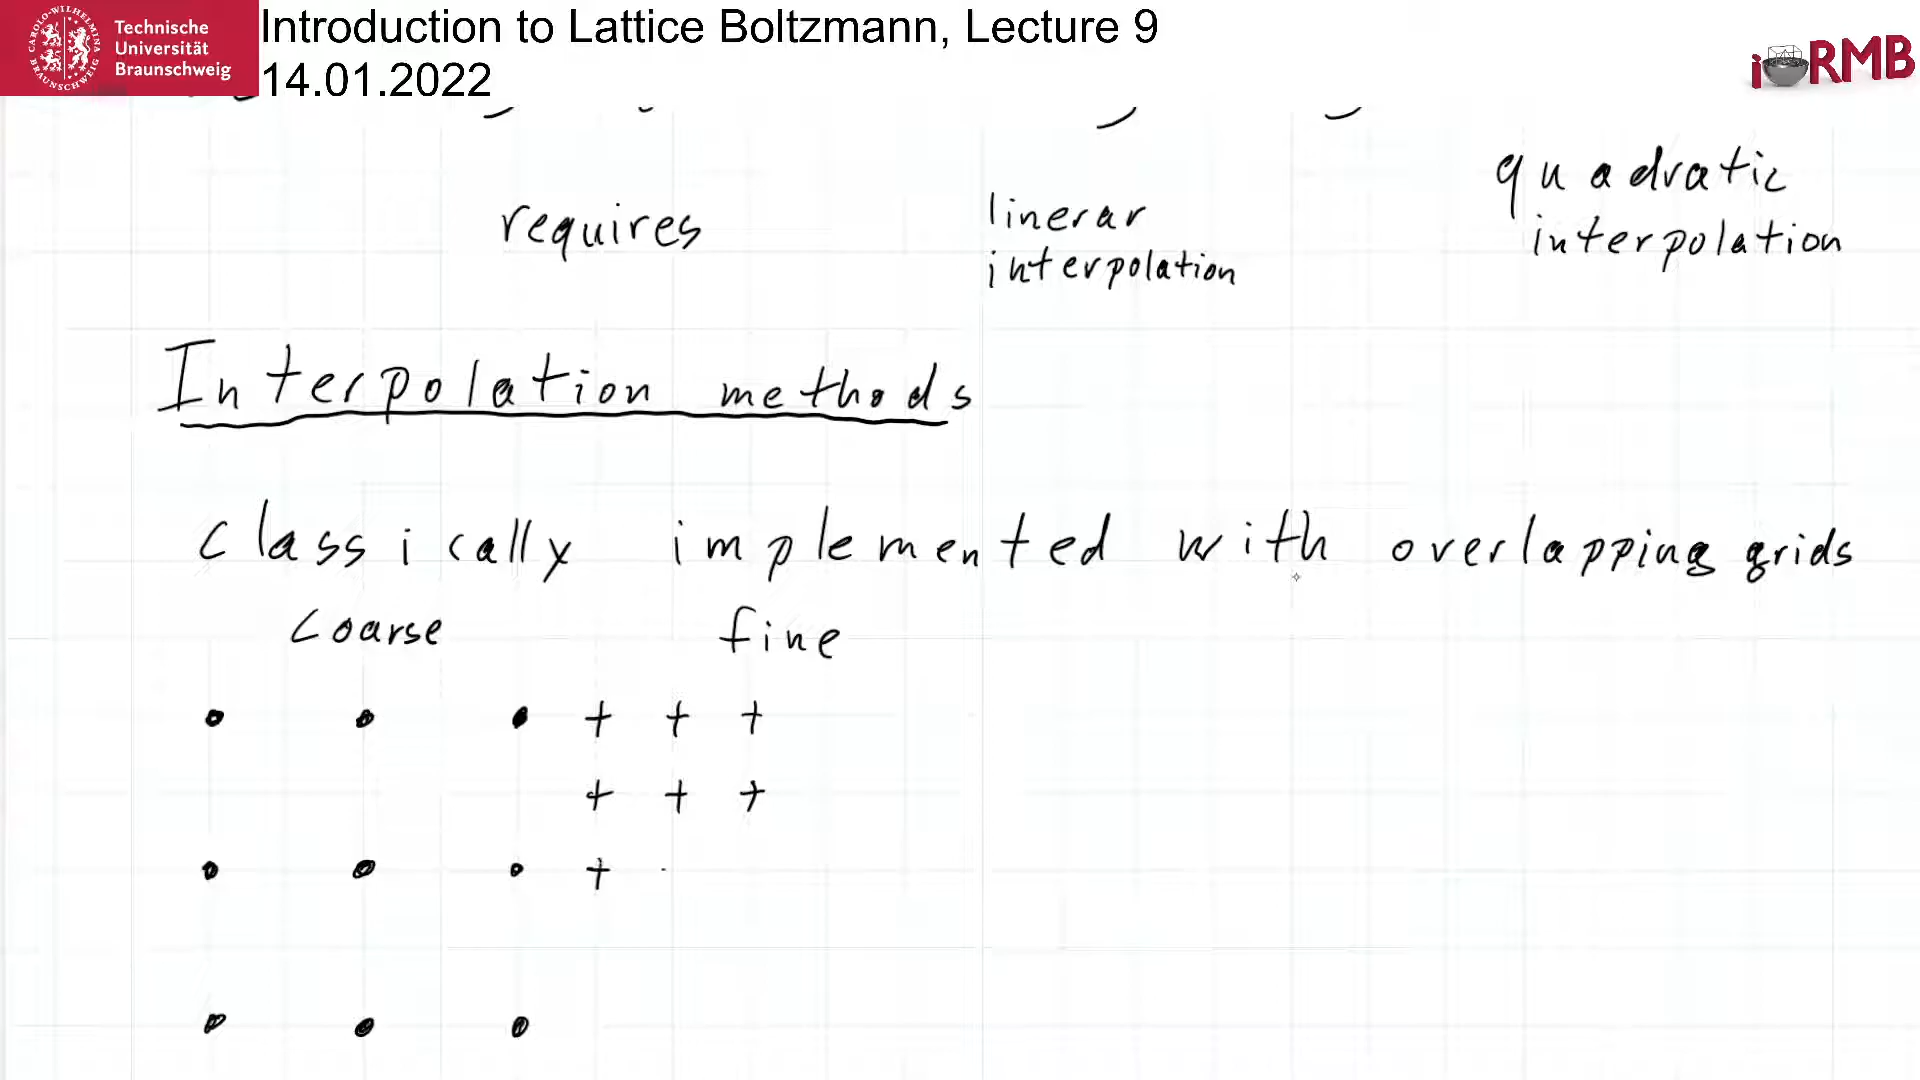 Technische
Universität
Braunschweig
Introduction to Lattice Boltzmann, Lecture 9
14.01.2022
iRMB
requires
linerar
interpolation
quadratic
interpolation
Interpolation methods
classically implemented with overlapping grids
coarse fine